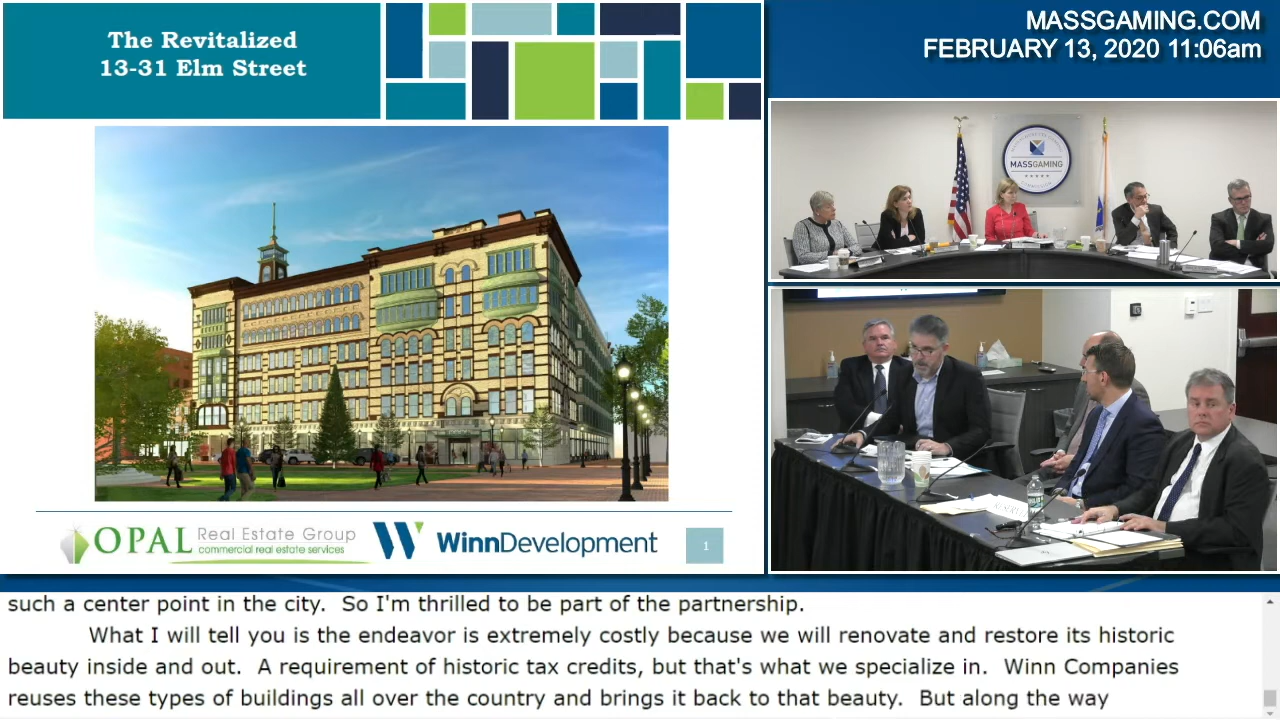 The Revitalized
13-31 Elm Street
OPAL Real Estate Group
commercial real estate services
WinnDevelopment
1
MASSGAMING.COM
FEBRUARY 13, 2020 11:06am
MASSGAMING
RESERVED
such a center point in the city.  So I'm thrilled to be part of the partnership.
What I will tell you is the endeavor is extremely costly because we will renovate and restore its historic
beauty inside and out.  A requirement of historic tax credits, but that's what we specialize in.  Winn Companies
reuses these types of buildings all over the country and brings it back to that beauty.  But along the way